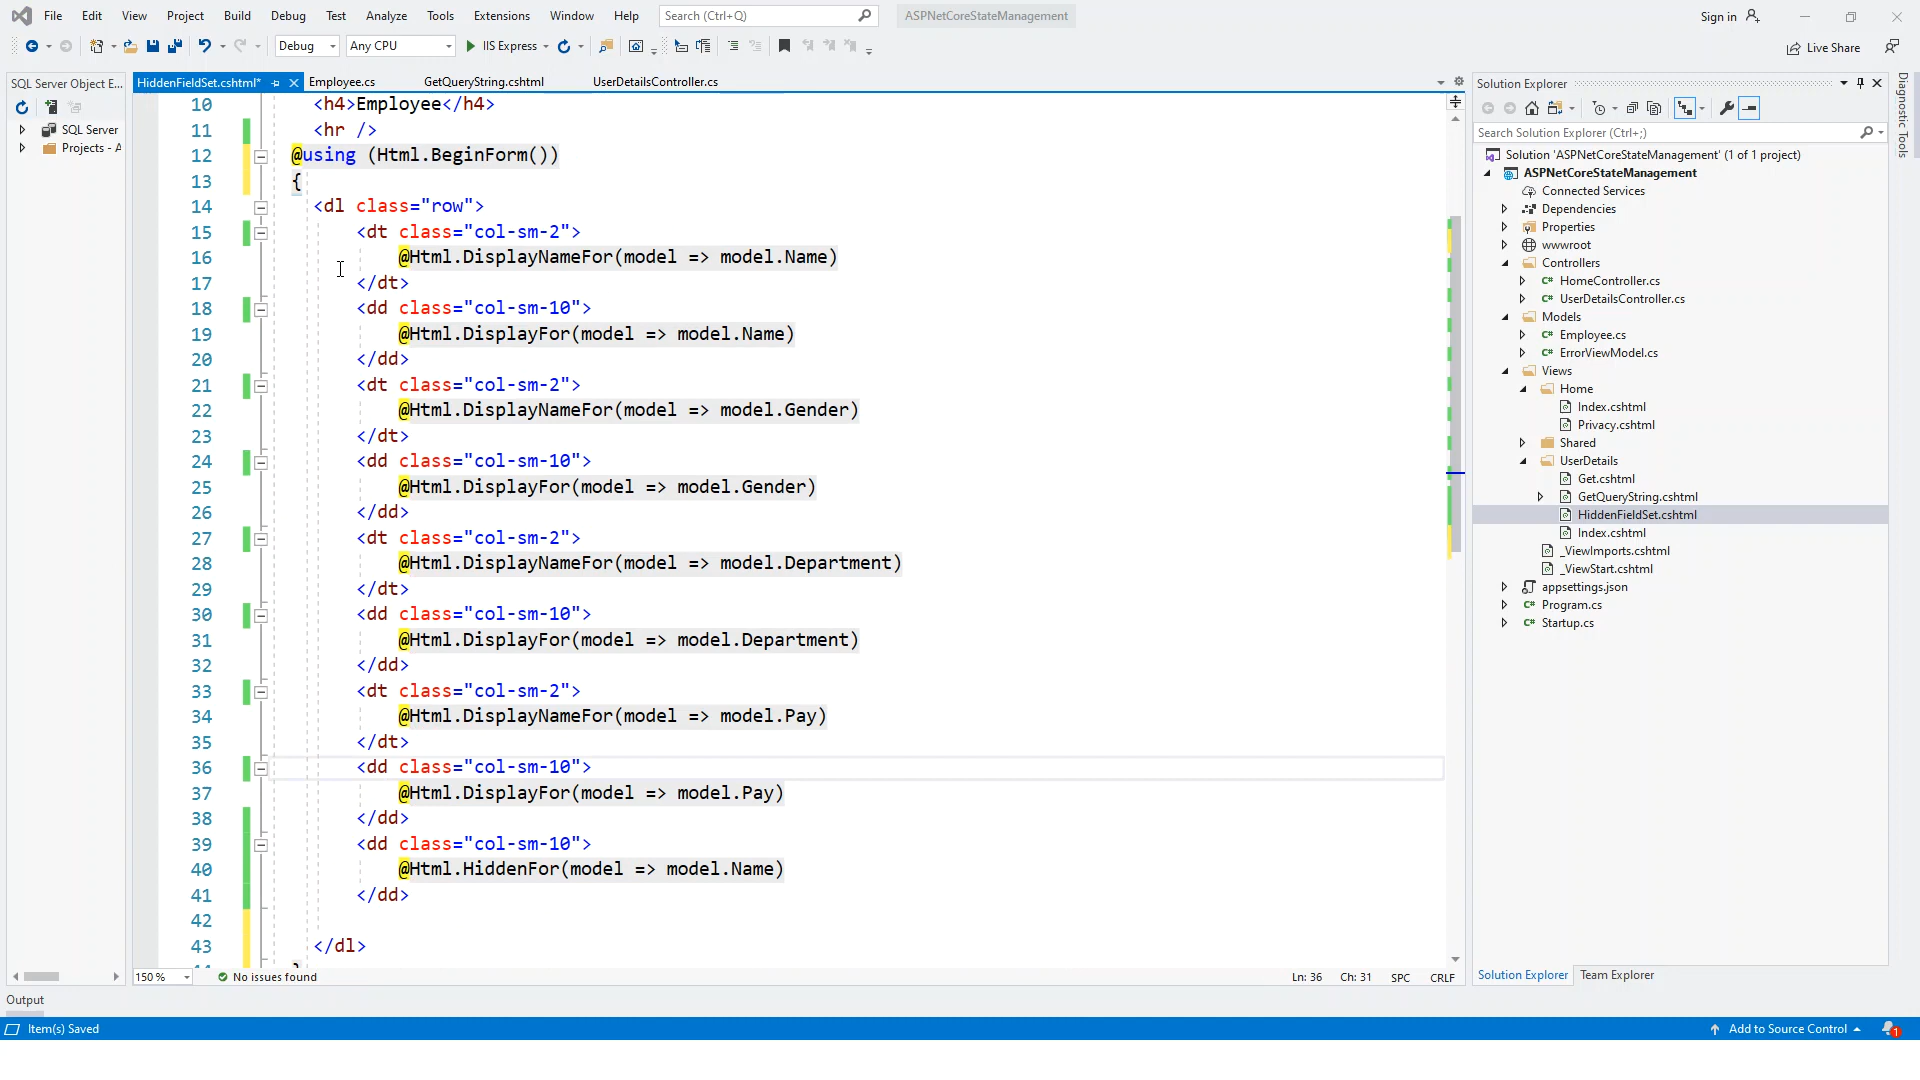 File Edit View Project Build Debug Test Analyze Tools Extensions Window Help Search (Ctrl+Q) ASPNetCoreStateManagement Sign in
Debug Any CPU IIS Express Live Share
SQL Server Object E... HiddenFieldSet.cshtml* Employee.cs GetQueryString.cshtml UserDetailsController.cs
SQL Server
Projects - A
10 <h4>Employee</h4>
11 <hr />
12 @using (Html.BeginForm())
13 {
14 <dl class="row">
15 <dt class="col-sm-2">
16 @Html.DisplayNameFor(model => model.Name)
17 </dt>
18 <dd class="col-sm-10">
19 @Html.DisplayFor(model => model.Name)
20 </dd>
21 <dt class="col-sm-2">
22 @Html.DisplayNameFor(model => model.Gender)
23 </dt>
24 <dd class="col-sm-10">
25 @Html.DisplayFor(model => model.Gender)
26 </dd>
27 <dt class="col-sm-2">
28 @Html.DisplayNameFor(model => model.Department)
29 </dt>
30 <dd class="col-sm-10">
31 @Html.DisplayFor(model => model.Department)
32 </dd>
33 <dt class="col-sm-2">
34 @Html.DisplayNameFor(model => model.Pay)
35 </dt>
36 <dd class="col-sm-10">
37 @Html.DisplayFor(model => model.Pay)
38 </dd>
39 <dd class="col-sm-10">
40 @Html.HiddenFor(model => model.Name)
41 </dd>
42
43 </dl>
150 % No issues found Ln: 36 Ch: 31 SPC CRLF
Solution Explorer
Search Solution Explorer (Ctrl+;)
Solution 'ASPNetCoreStateManagement' (1 of 1 project)
ASPNetCoreStateManagement
Connected Services
Dependencies
Properties
wwwroot
Controllers
C# HomeController.cs
C# UserDetailsController.cs
Models
C# Employee.cs
C# ErrorViewModel.cs
Views
Home
Index.cshtml
Privacy.cshtml
Shared
UserDetails
Get.cshtml
GetQueryString.cshtml
HiddenFieldSet.cshtml
Index.cshtml
_ViewImports.cshtml
_ViewStart.cshtml
appsettings.json
C# Program.cs
C# Startup.cs
Solution Explorer Team Explorer
Diagnostic Tools
Output
Item(s) Saved Add to Source Control 1